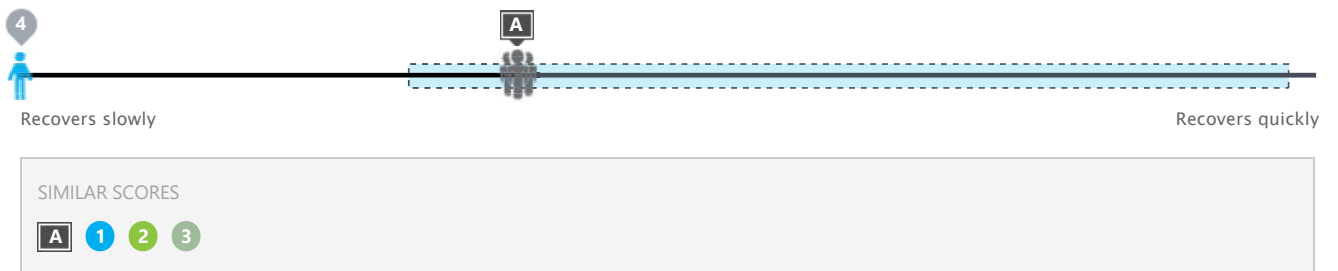 4 A
Recovers slowly Recovers quickly
SIMILAR SCORES
A 1 2 3